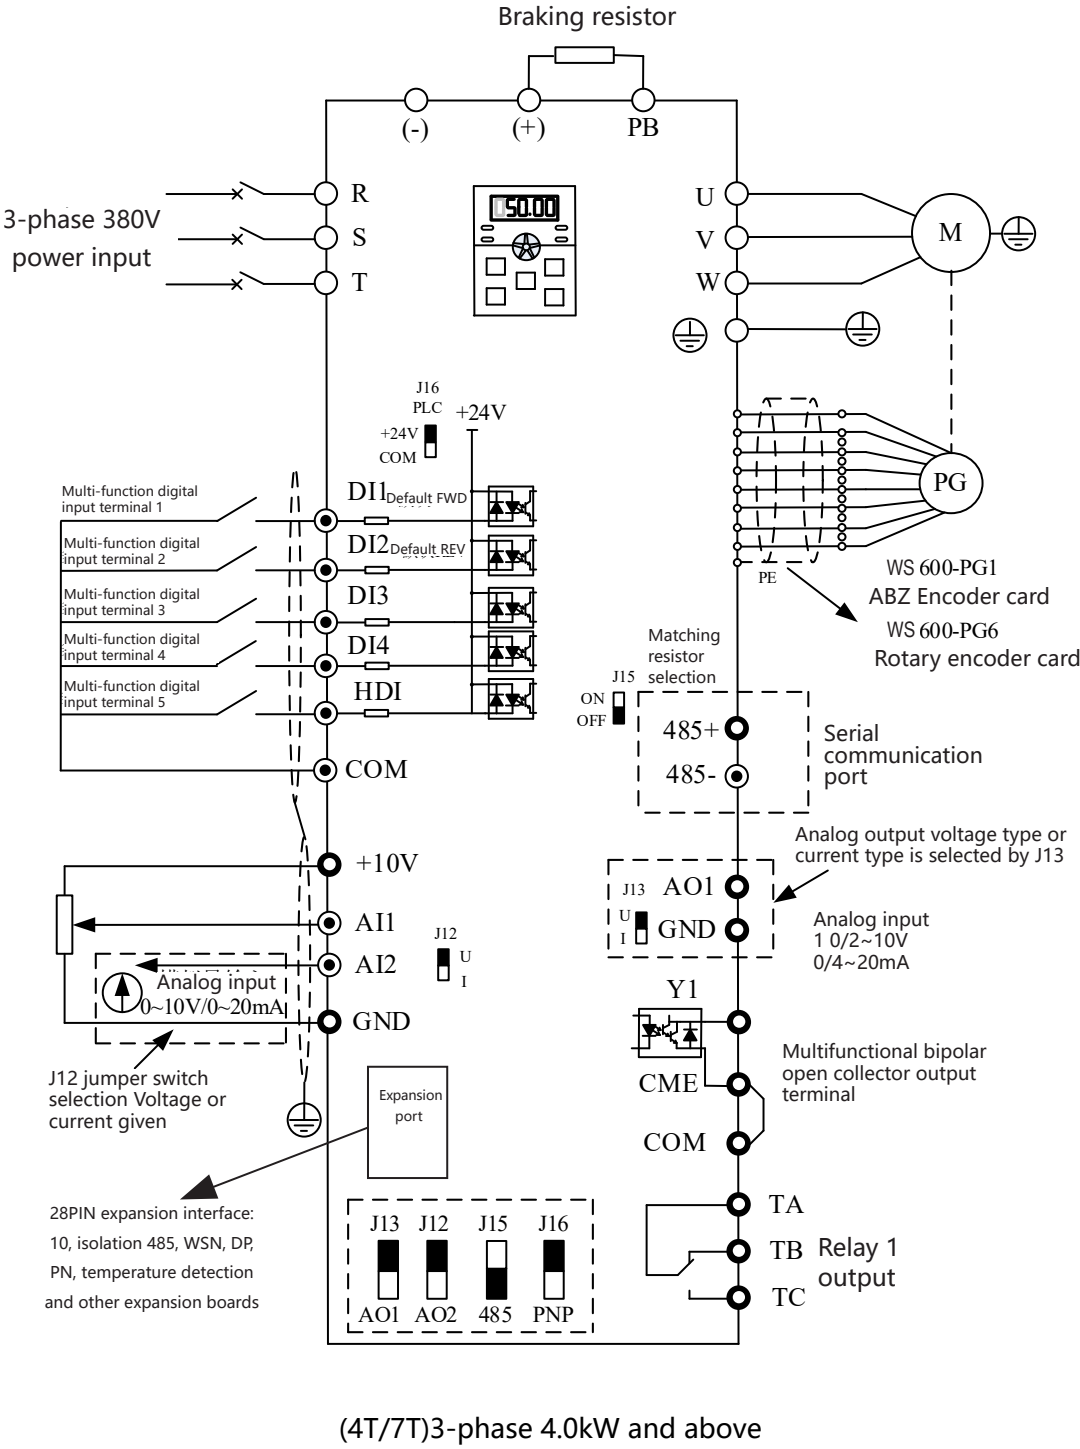 Braking resistor
(-)
(+)
PB
R
S
T
3-phase 380V
power input
50.00
U
V
W
M
J16
PLC
+24V
+24V
COM
Multi-function digital
input terminal 1
DI1 Default FWD
Multi-function digital
input terminal 2
DI2 Default REV
Multi-function digital
input terminal 3
DI3
Multi-function digital
input terminal 4
DI4
Multi-function digital
input terminal 5
HDI
COM
PG
PE
WS 600-PG1
ABZ Encoder card
WS 600-PG6
Rotary encoder card
Matching
resistor
selection
J15
ON
OFF
485+
485-
Serial
communication
port
+10V
AI1
AI2
J12
U
I
Analog input
0~10V/0~20mA
GND
J12 jumper switch
selection Voltage or
current given
Analog output voltage type or
current type is selected by J13
J13
U
I
AO1
GND
Analog input
1 0/2~10V
0/4~20mA
Y1
CME
COM
Multifunctional bipolar
open collector output
terminal
Expansion
port
28PIN expansion interface:
10, isolation 485, WSN, DP,
PN, temperature detection
and other expansion boards
J13 J12 J15 J16
AO1 AO2 485 PNP
TA
TB
TC
Relay 1
output
(4T/7T)3-phase 4.0kW and above